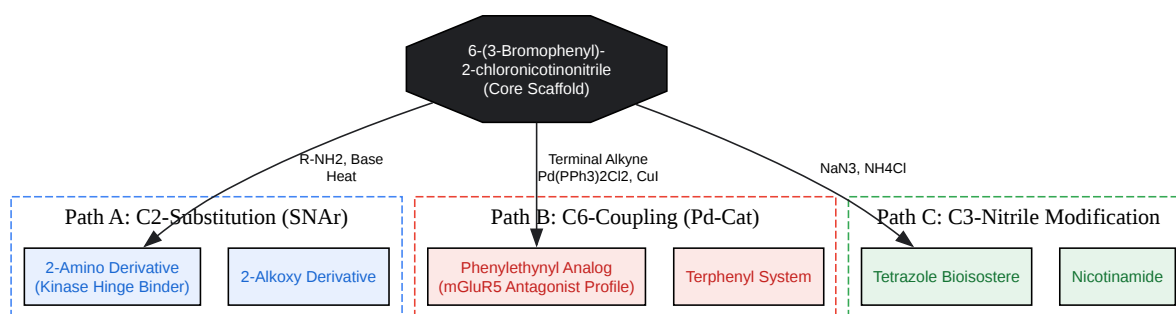 6-(3-Bromophenyl)-
2-chloronicotinonitrile
(Core Scaffold)
R-NH2, Base
Heat
Terminal Alkyne
Pd(PPh3)2Cl2, CuI
NaN3, NH4Cl
Path A: C2-Substitution (SNAr)
Path B: C6-Coupling (Pd-Cat)
Path C: C3-Nitrile Modification
2-Amino Derivative
(Kinase Hinge Binder)
2-Alkoxy Derivative
Phenylethynyl Analog
(mGluR5 Antagonist Profile)
Terphenyl System
Tetrazole Bioisostere
Nicotinamide